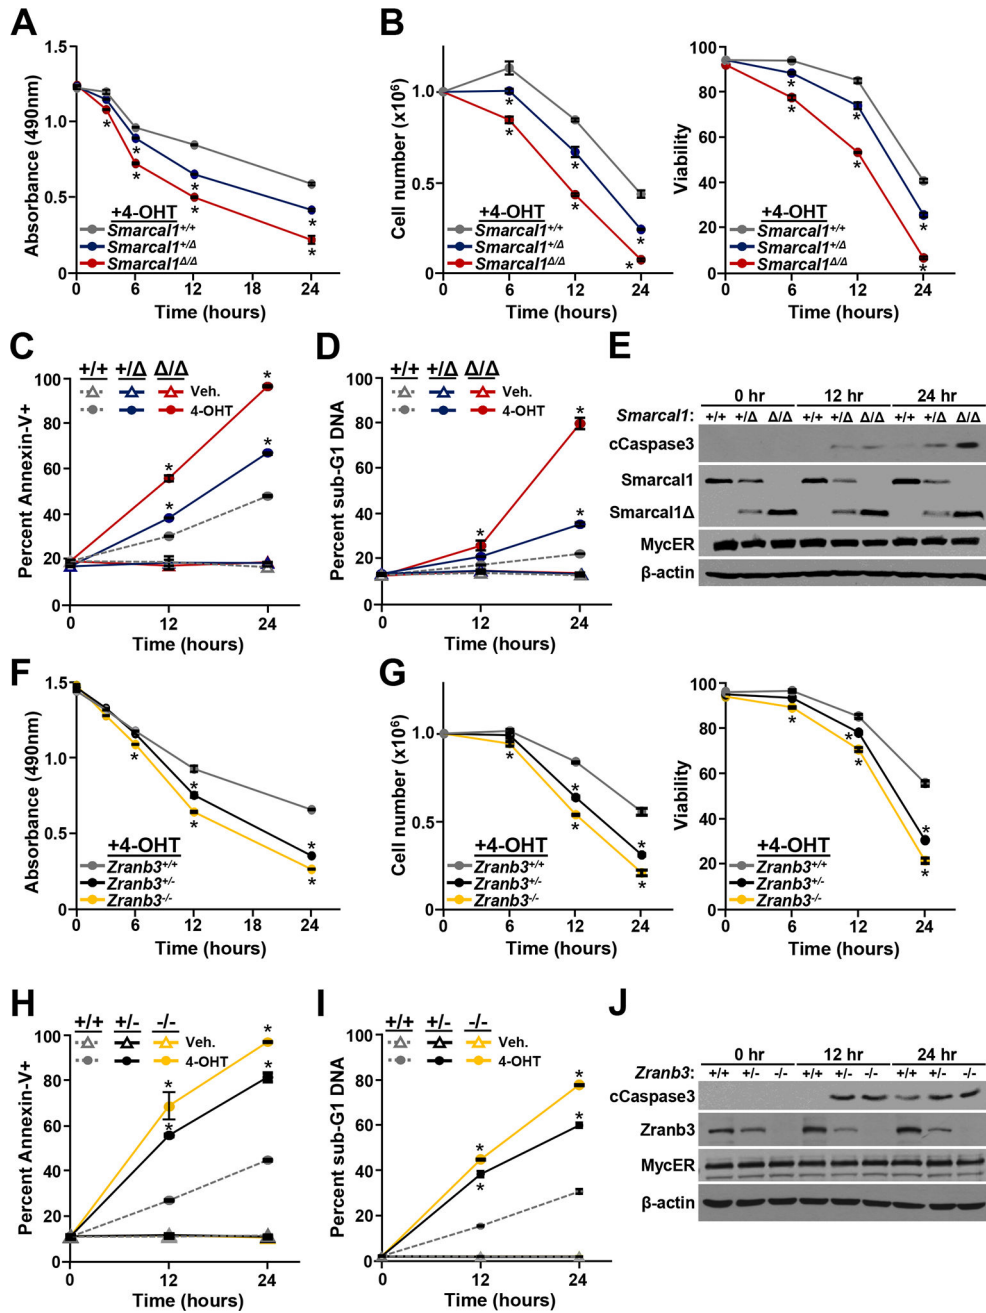 A
Absorbance (490nm)
1.5
1.0
0.5
0
+4-OHT
Smarcal1+/+
Smarcal1+/Δ
Smarcal1Δ/Δ
* * * * * * *
0 6 12 18 24
Time (hours)
B
Cell number (x10⁶)
1.0
0.5
0
+4-OHT
Smarcal1+/+
Smarcal1+/Δ
Smarcal1Δ/Δ
* * * * * *
0 6 12 24
Time (hours)
Viability
100
80
60
40
20
0
+4-OHT
Smarcal1+/+
Smarcal1+/Δ
Smarcal1Δ/Δ
* * * * * *
0 6 12 24
Time (hours)
C
+/+ +/Δ Δ/Δ
Veh.
4-OHT
Percent Annexin-V+
100
80
60
40
20
0
* * * *
0 12 24
Time (hours)
D
+/+ +/Δ Δ/Δ
Veh.
4-OHT
Percent sub-G1 DNA
100
80
60
40
20
0
* * *
0 12 24
Time (hours)
E
0 hr 12 hr 24 hr
Smarcal1: +/+ +/Δ Δ/Δ +/+ +/Δ Δ/Δ +/+ +/Δ Δ/Δ
cCaspase3
Smarcal1
Smarcal1Δ
MycER
β-actin
F
Absorbance (490nm)
1.5
1.0
0.5
0
+4-OHT
Zranb3+/+
Zranb3+/-
Zranb3-/-
* * * * *
0 6 12 18 24
Time (hours)
G
Cell number (x10⁶)
1.0
0.5
0
+4-OHT
Zranb3+/+
Zranb3+/-
Zranb3-/-
* * * * *
0 6 12 24
Time (hours)
Viability
100
80
60
40
20
0
+4-OHT
Zranb3+/+
Zranb3+/-
Zranb3-/-
* * * * *
0 6 12 24
Time (hours)
H
+/+ +/- -/-
Veh.
4-OHT
Percent Annexin-V+
100
80
60
40
20
0
* * * *
0 12 24
Time (hours)
I
+/+ +/- -/-
Veh.
4-OHT
Percent sub-G1 DNA
100
80
60
40
20
0
* * * *
0 12 24
Time (hours)
J
0 hr 12 hr 24 hr
Zranb3: +/+ +/- -/- +/+ +/- -/- +/+ +/- -/-
cCaspase3
Zranb3
MycER
β-actin